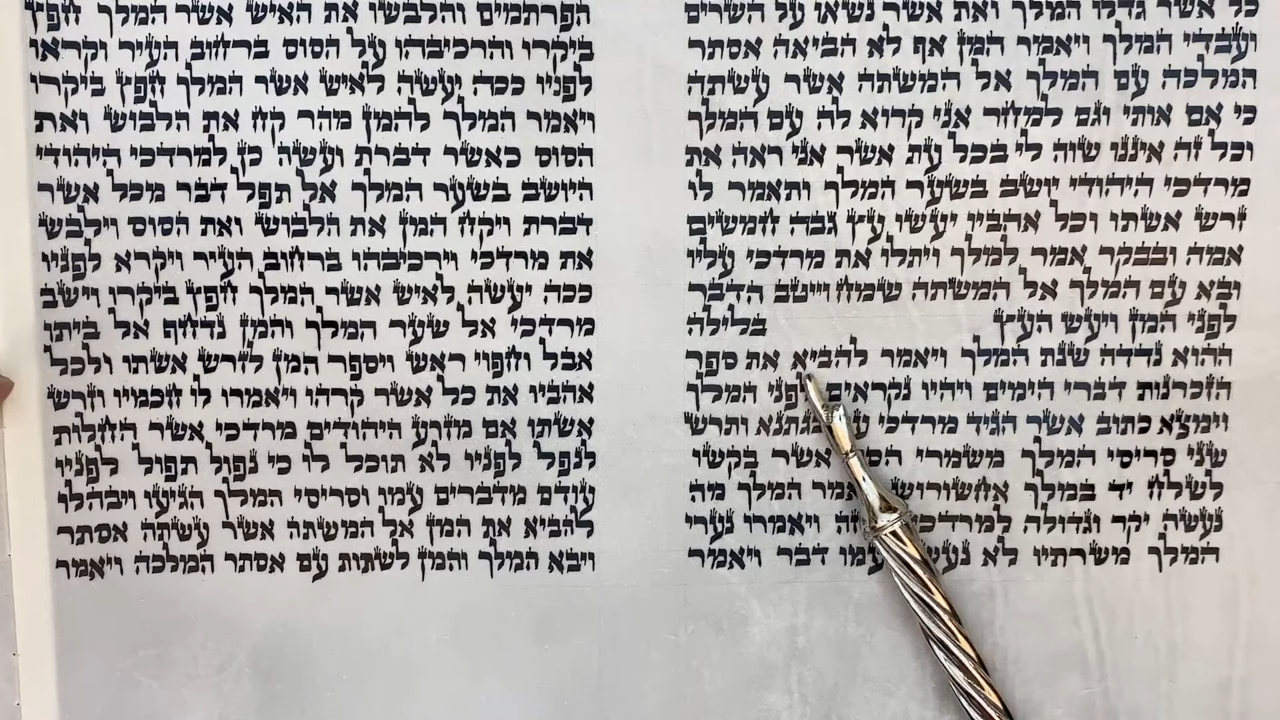 כל אשר גדלו המלך ואת אשר נשאו על השרים
ועבדי המלך ויאמר המן אף לא הביאה אסתר
המלכה עם המלך אל המשתה אשר עשתה
כי אם אותי וגם למחר אני קרוא לה עם המלך
וכל זה איננו שוה לי בכל עת אשר אני ראה את
מרדכי היהודי יושב בשער המלך ותאמר לו
זרש אשתו וכל אהביו יעשו עץ גבה חמשים
אמה ובבקר אמר למלך ויתלו את מרדכי עליו
ובא עם המלך אל המשתה שמח וייטב הדבר
לפני המן ויעש העץ בלילה
ההוא נדדה שנת המלך ויאמר להביא את ספר
הזכרנות דברי הימים ויהיו נקראים לפני המלך
וימצא כתוב אשר הגיד מרדכי בגתנא ותרש
שני סריסי המלך משמרי אשר בקשו
לשלח יד במלך אחשורוש ויאמר המלך מה
נעשה יקר וגדולה למרדכי זה ויאמרו נערי
המלך משרתיו לא נעשה עמו דבר ויאמר
הפרתמים והלבשו את האיש אשר המלך חפץ
ביקרו והרכיבהו על הסוס ברחוב העיר וקראו
לפניו ככה יעשה לאיש אשר המלך חפץ ביקרו
ויאמר המלך להמן מהר קח את הלבוש ואת
הסוס כאשר דברת ועשה כן למרדכי היהודי
היושב בשער המלך אל תפל דבר מכל אשר
דברת ויקח המן את הלבוש ואת הסוס וילבש
את מרדכי וירכיבהו ברחוב העיר ויקרא לפניו
ככה יעשה לאיש אשר המלך חפץ ביקרו וישב
מרדכי אל שער המלך והמן נדחף אל ביתו
אבל וחפוי ראש ויספר המן לזרש אשתו ולכל
אהביו את כל אשר קרהו ויאמרו לו חכמיו וזרש
אשתו אם מזרע היהודים מרדכי אשר החלות
לנפל לפניו לא תוכל לו כי נפול תפול לפניו
עודם מדברים עמו וסריסי המלך הגיעו ויבהלו
להביא את המן אל המשתה אשר עשתה אסתר
ויבא המלך והמן לשתות עם אסתר המלכה ויאמר